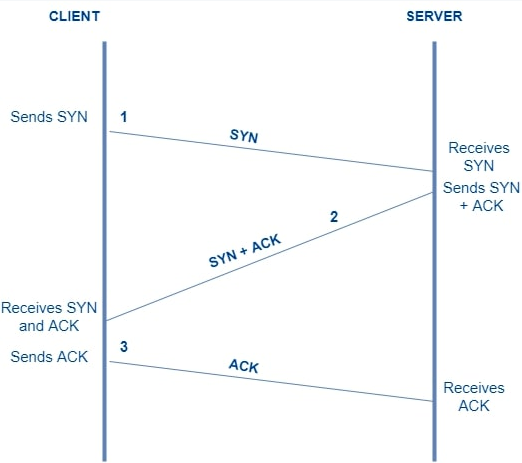 CLIENT
SERVER
Sends SYN
1
SYN
Receives
SYN
Sends SYN
+ ACK
2
SYN + ACK
Receives SYN
and ACK
Sends ACK
3
ACK
Receives
ACK